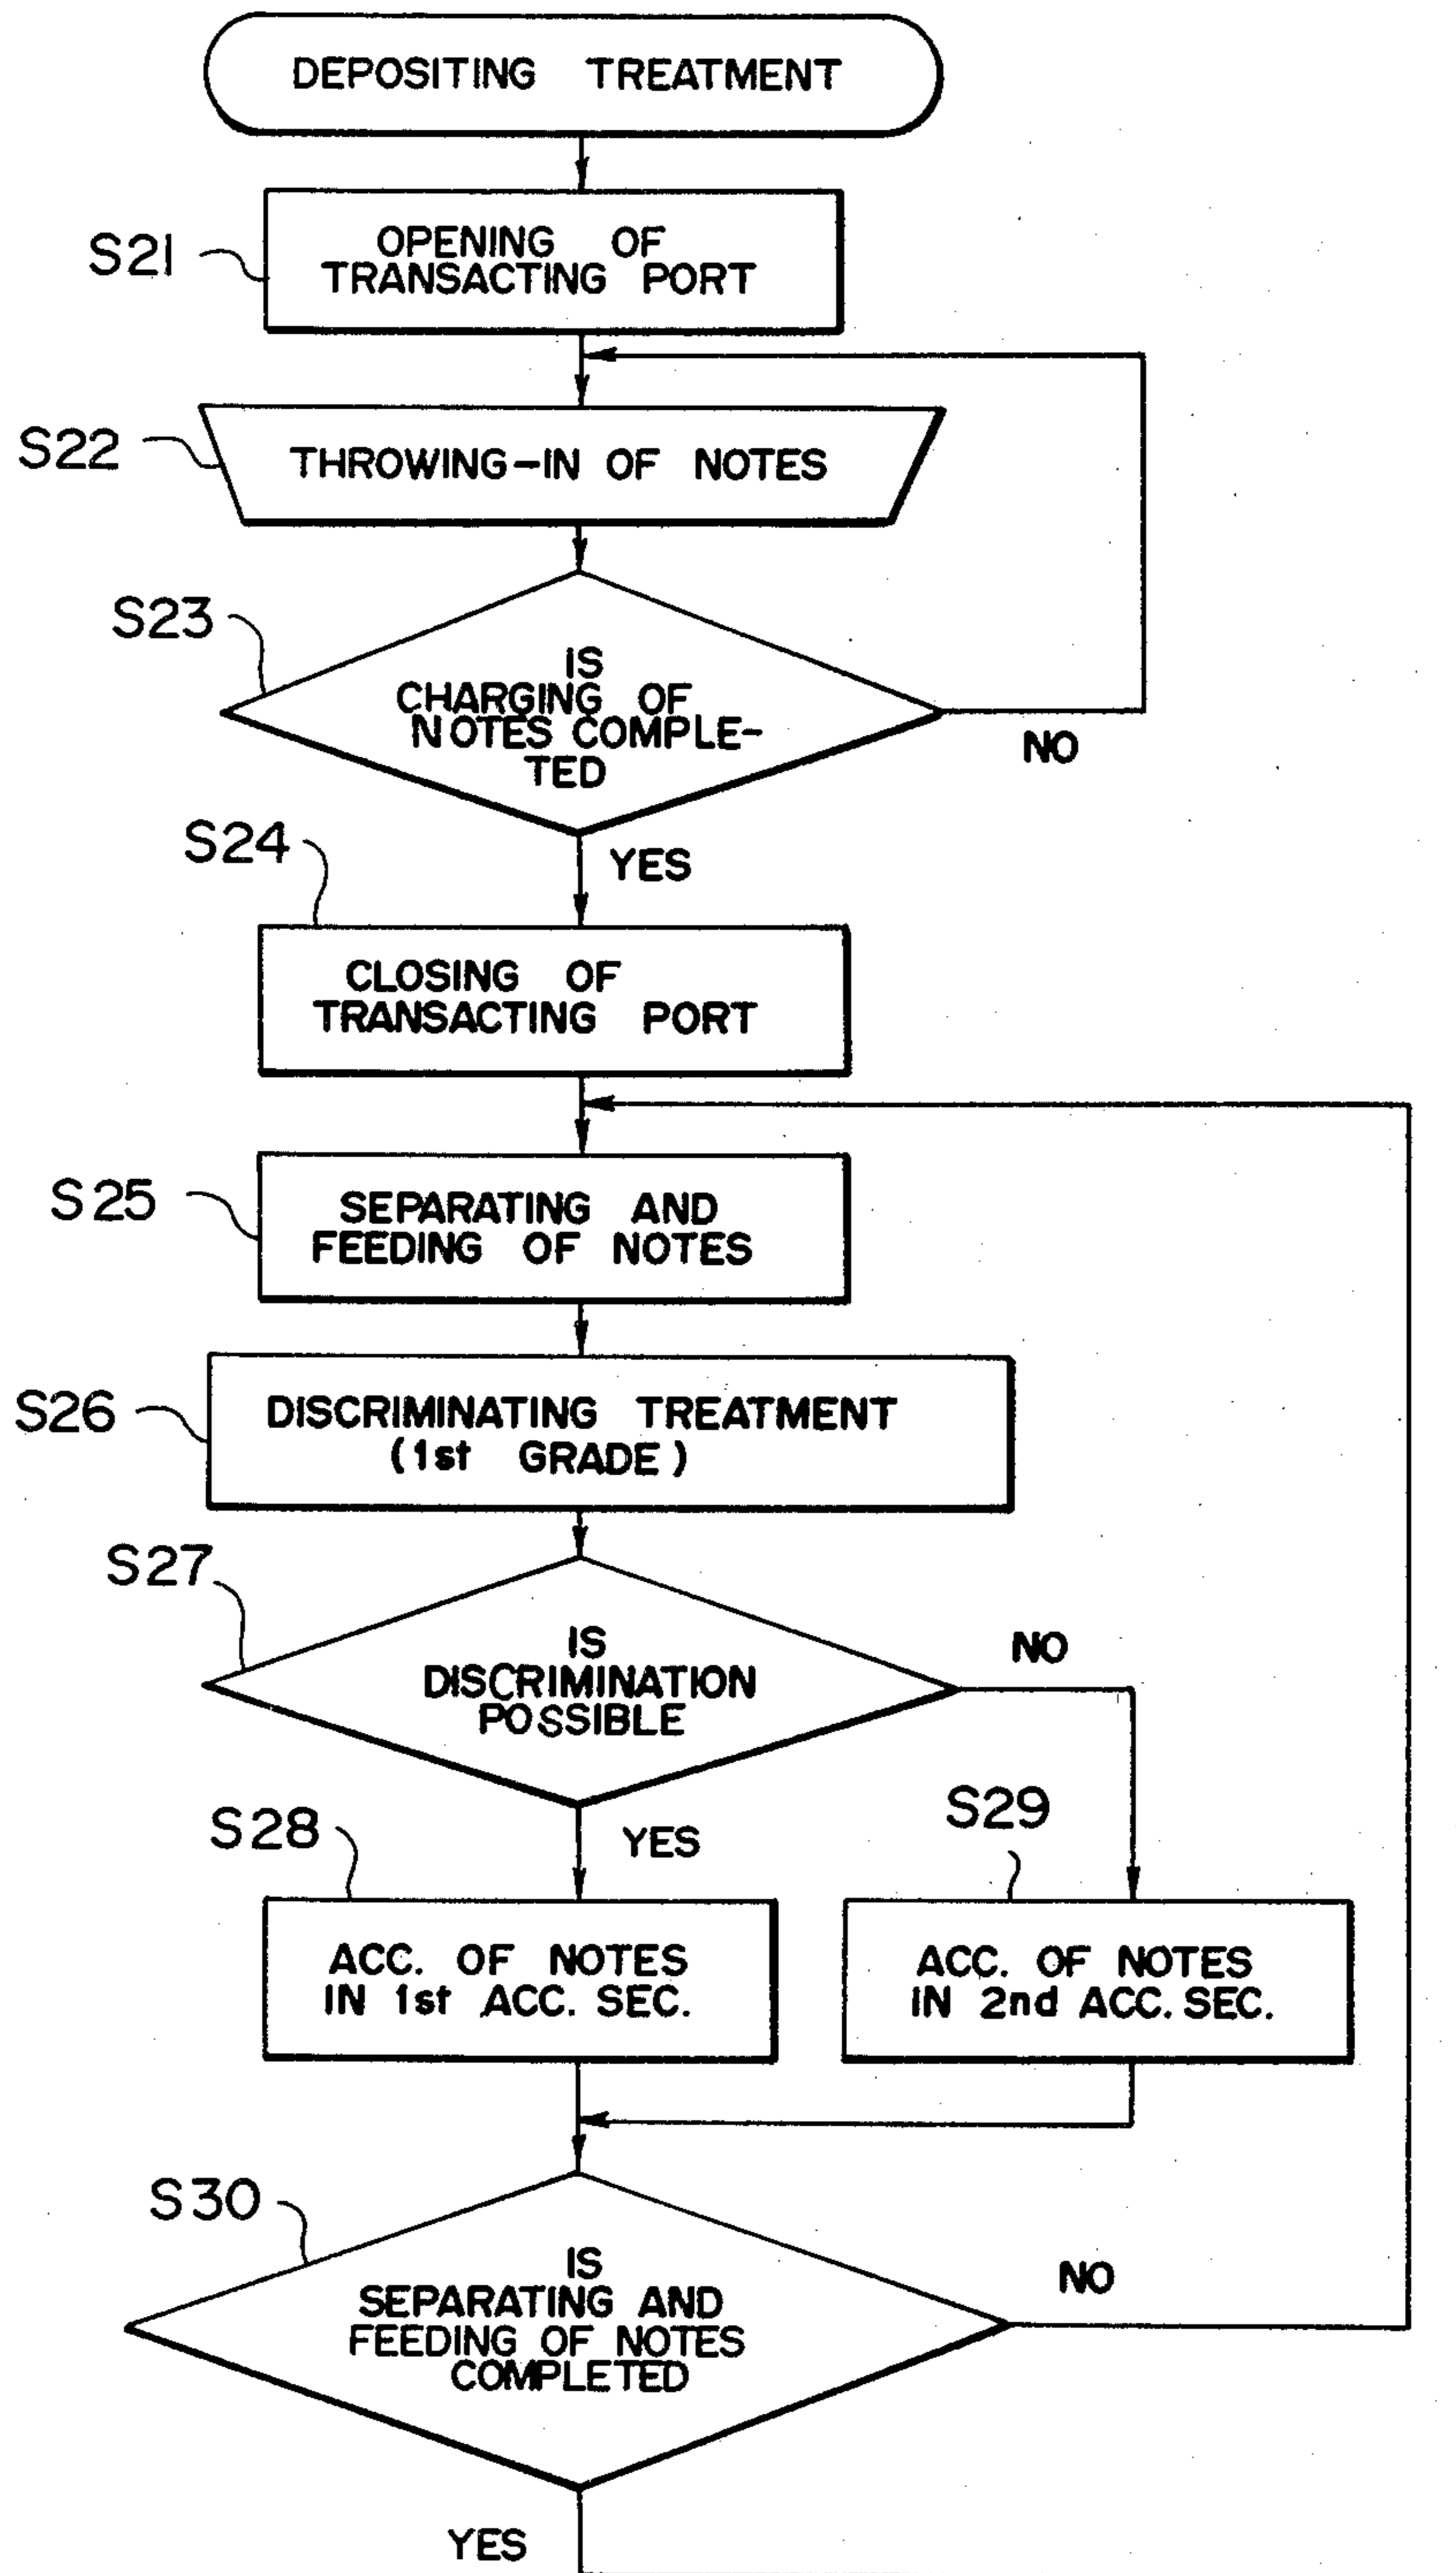 DEPOSITING TREATMENT
S21
OPENING OF
TRANSACTING PORT
S22
THROWING-IN OF NOTES
S23
IS
CHARGING OF
NOTES COMPLE-
TED
NO
YES
S24
CLOSING OF
TRANSACTING PORT
S25
SEPARATING AND
FEEDING OF NOTES
S26
DISCRIMINATING TREATMENT
(1st GRADE)
S27
IS
DISCRIMINATION
POSSIBLE
NO
YES
S28
ACC. OF NOTES
IN 1st ACC. SEC.
S29
ACC. OF NOTES
IN 2nd ACC. SEC.
S30
IS
SEPARATING AND
FEEDING OF NOTES
COMPLETED
NO
YES